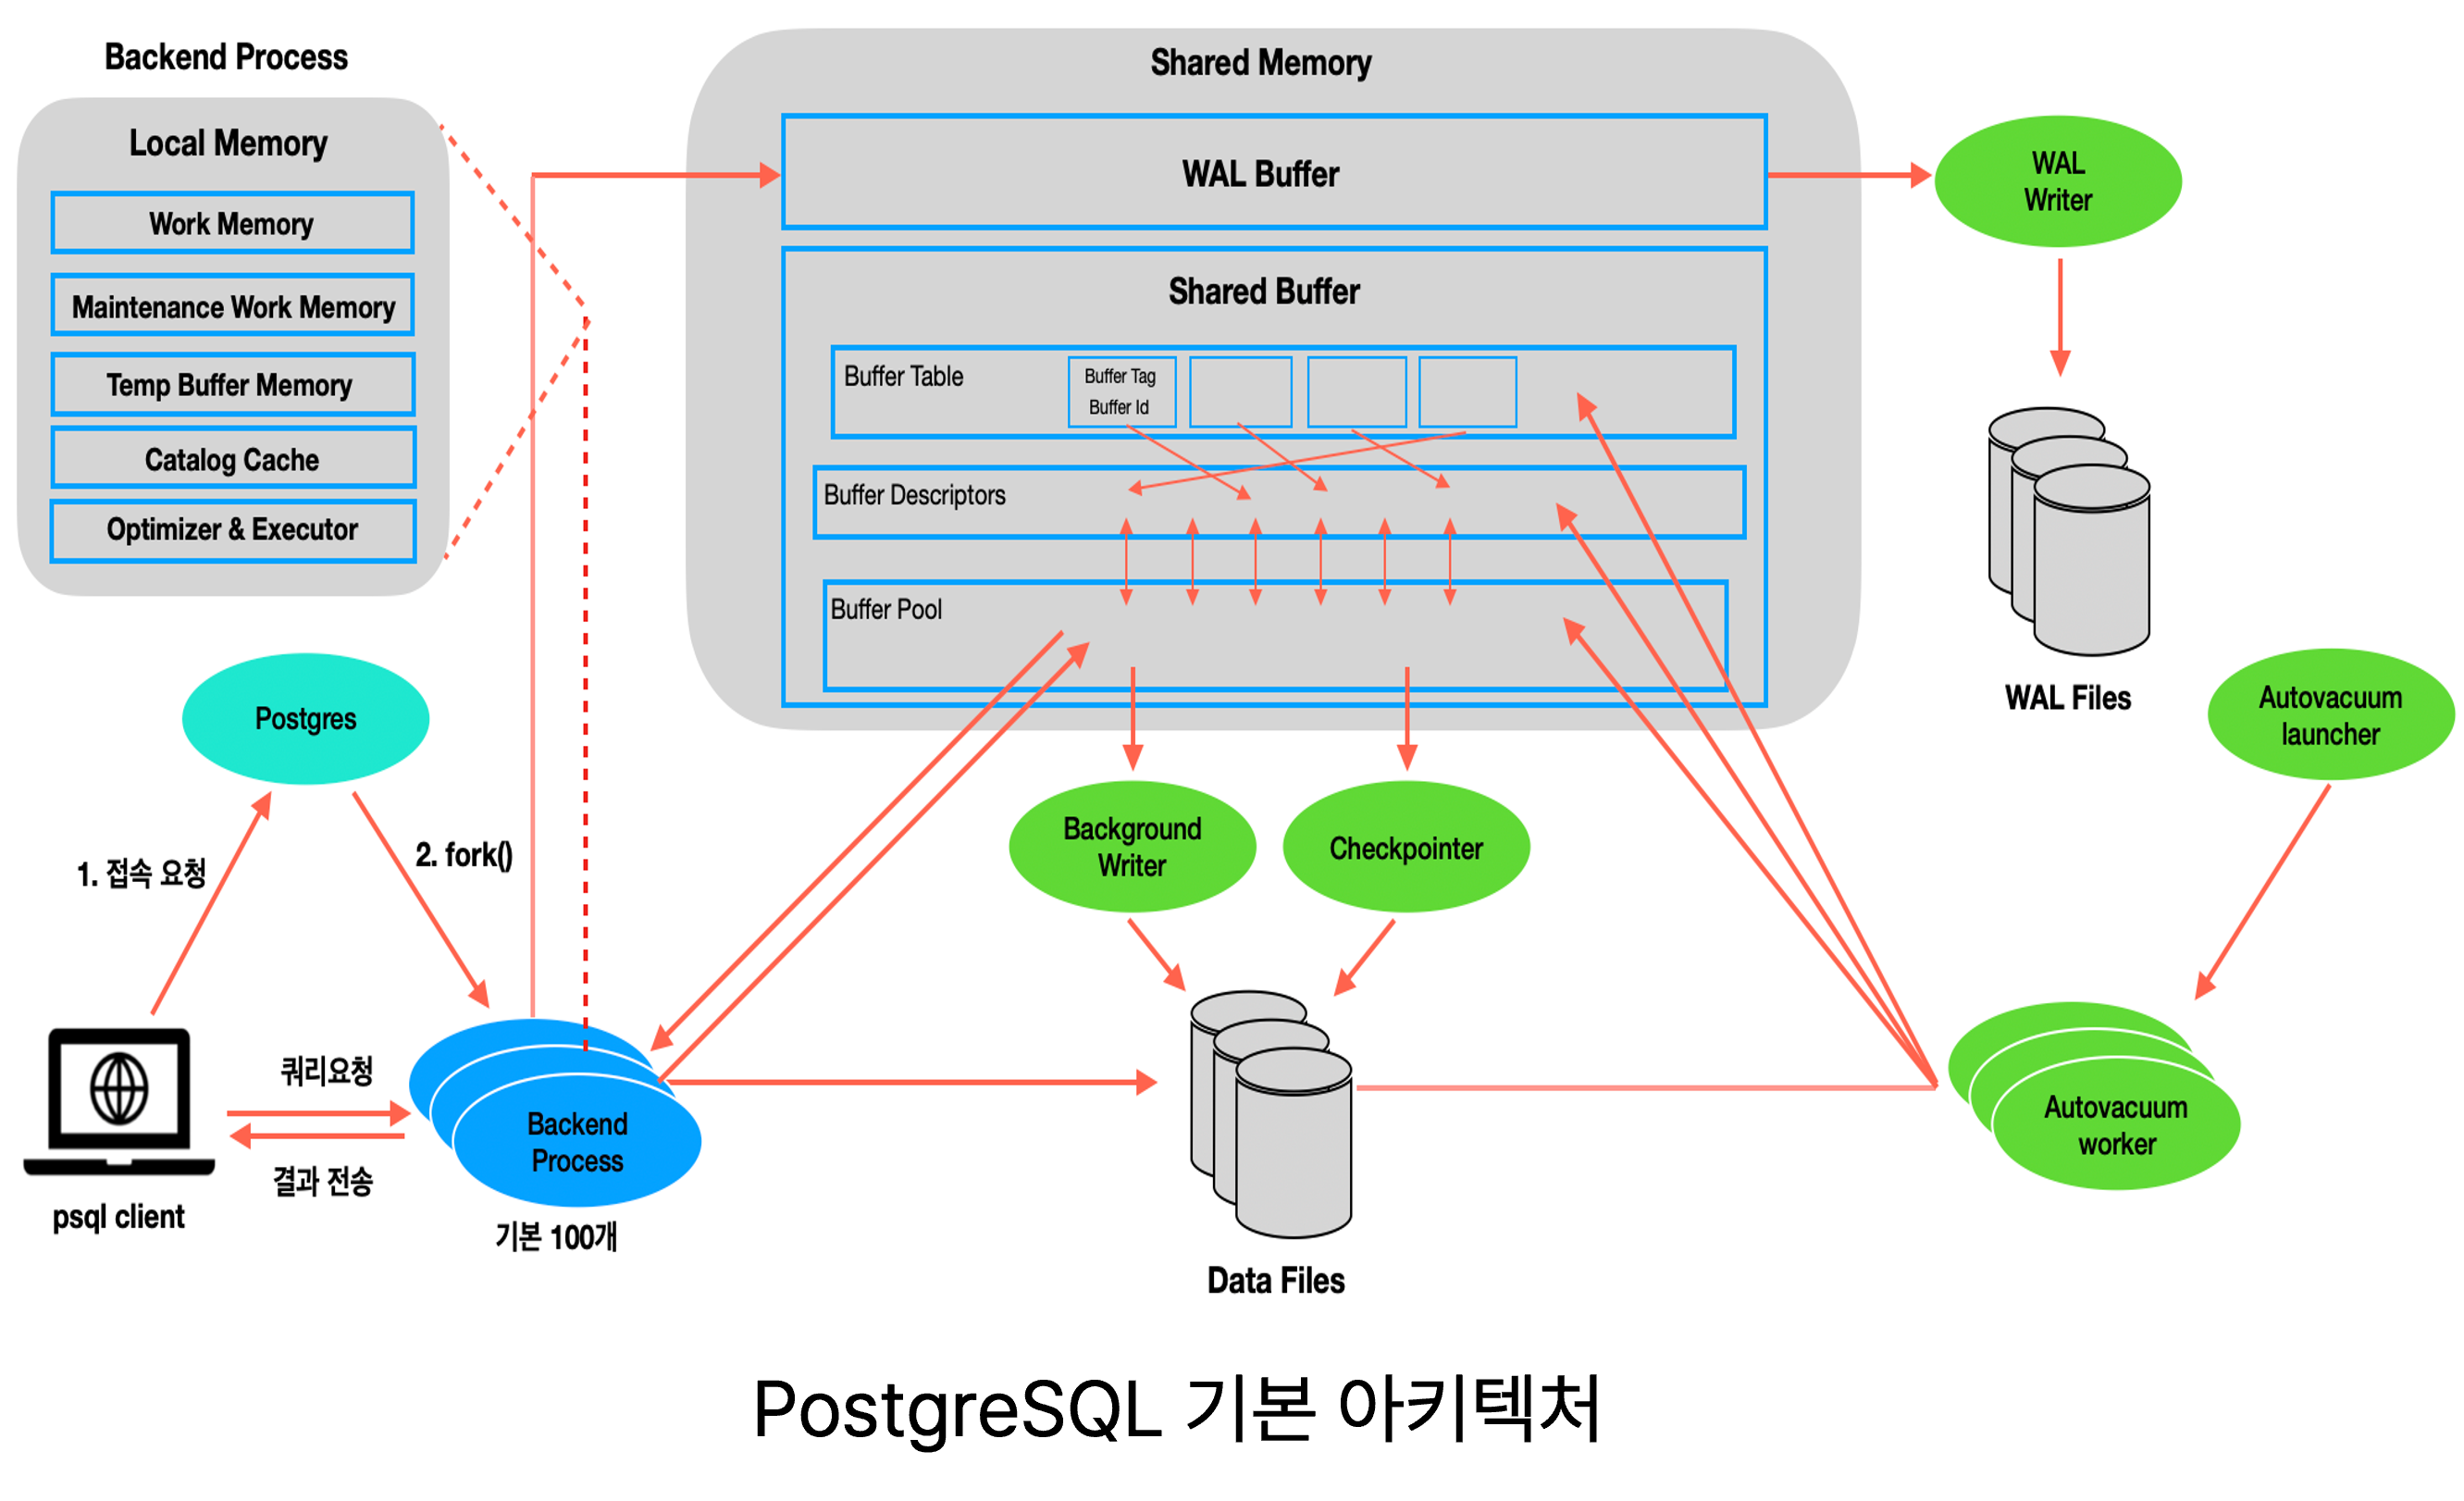 Backend Process
Local Memory
Work Memory
Maintenance Work Memory
Temp Buffer Memory
Catalog Cache
Optimizer & Executor
Shared Memory
WAL Buffer
Shared Buffer
Buffer Table
Buffer Tag
Buffer Id
Buffer Descriptors
Buffer Pool
WAL
Writer
WAL Files
Autovacuum
launcher
Postgres
1. 접속 요청
2. fork()
Background
Writer
Checkpointer
쿼리요청
결과 전송
psql client
Backend
Process
기본 100개
Data Files
Autovacuum
worker
PostgreSQL 기본 아키텍처